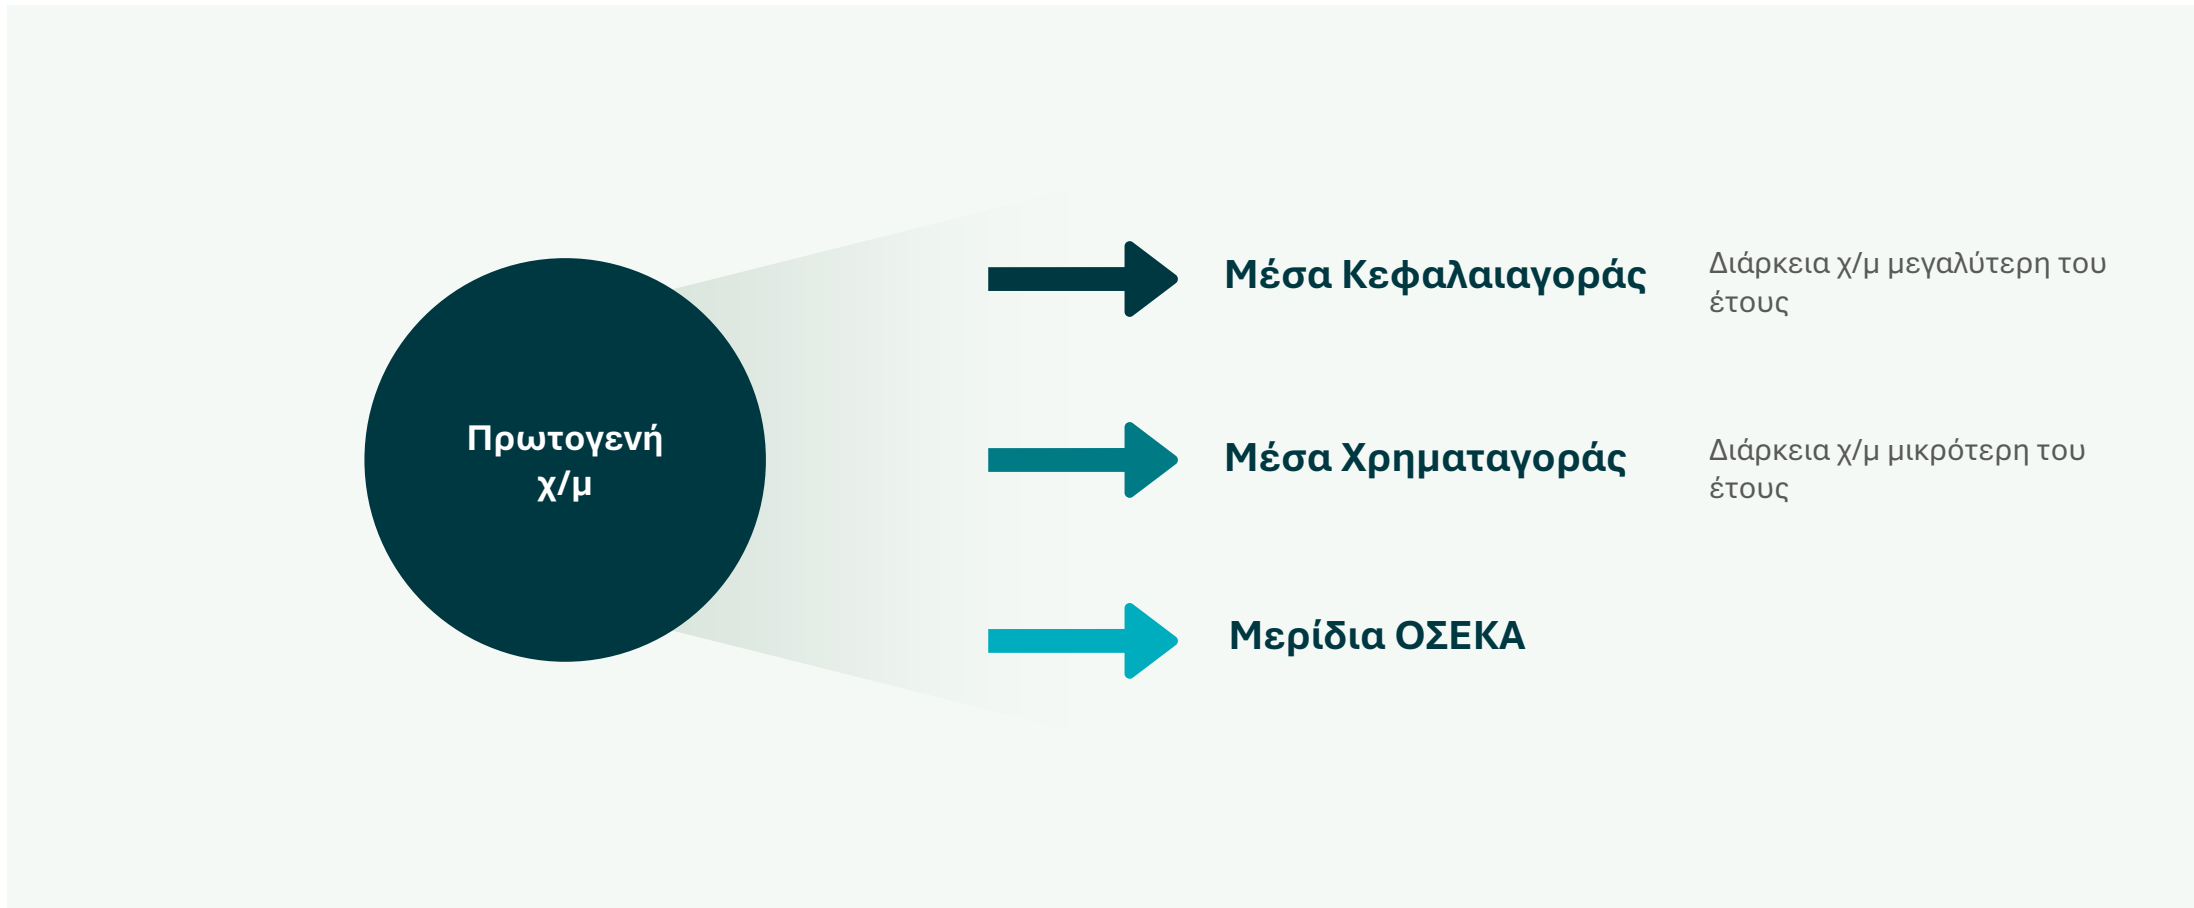 Πρωτογενή
χ/μ
Μέσα Κεφαλαιαγοράς
Διάρκεια χ/μ μεγαλύτερη του
έτους
Μέσα Χρηματαγοράς
Διάρκεια χ/μ μικρότερη του
έτους
Μερίδια ΟΣΕΚΑ